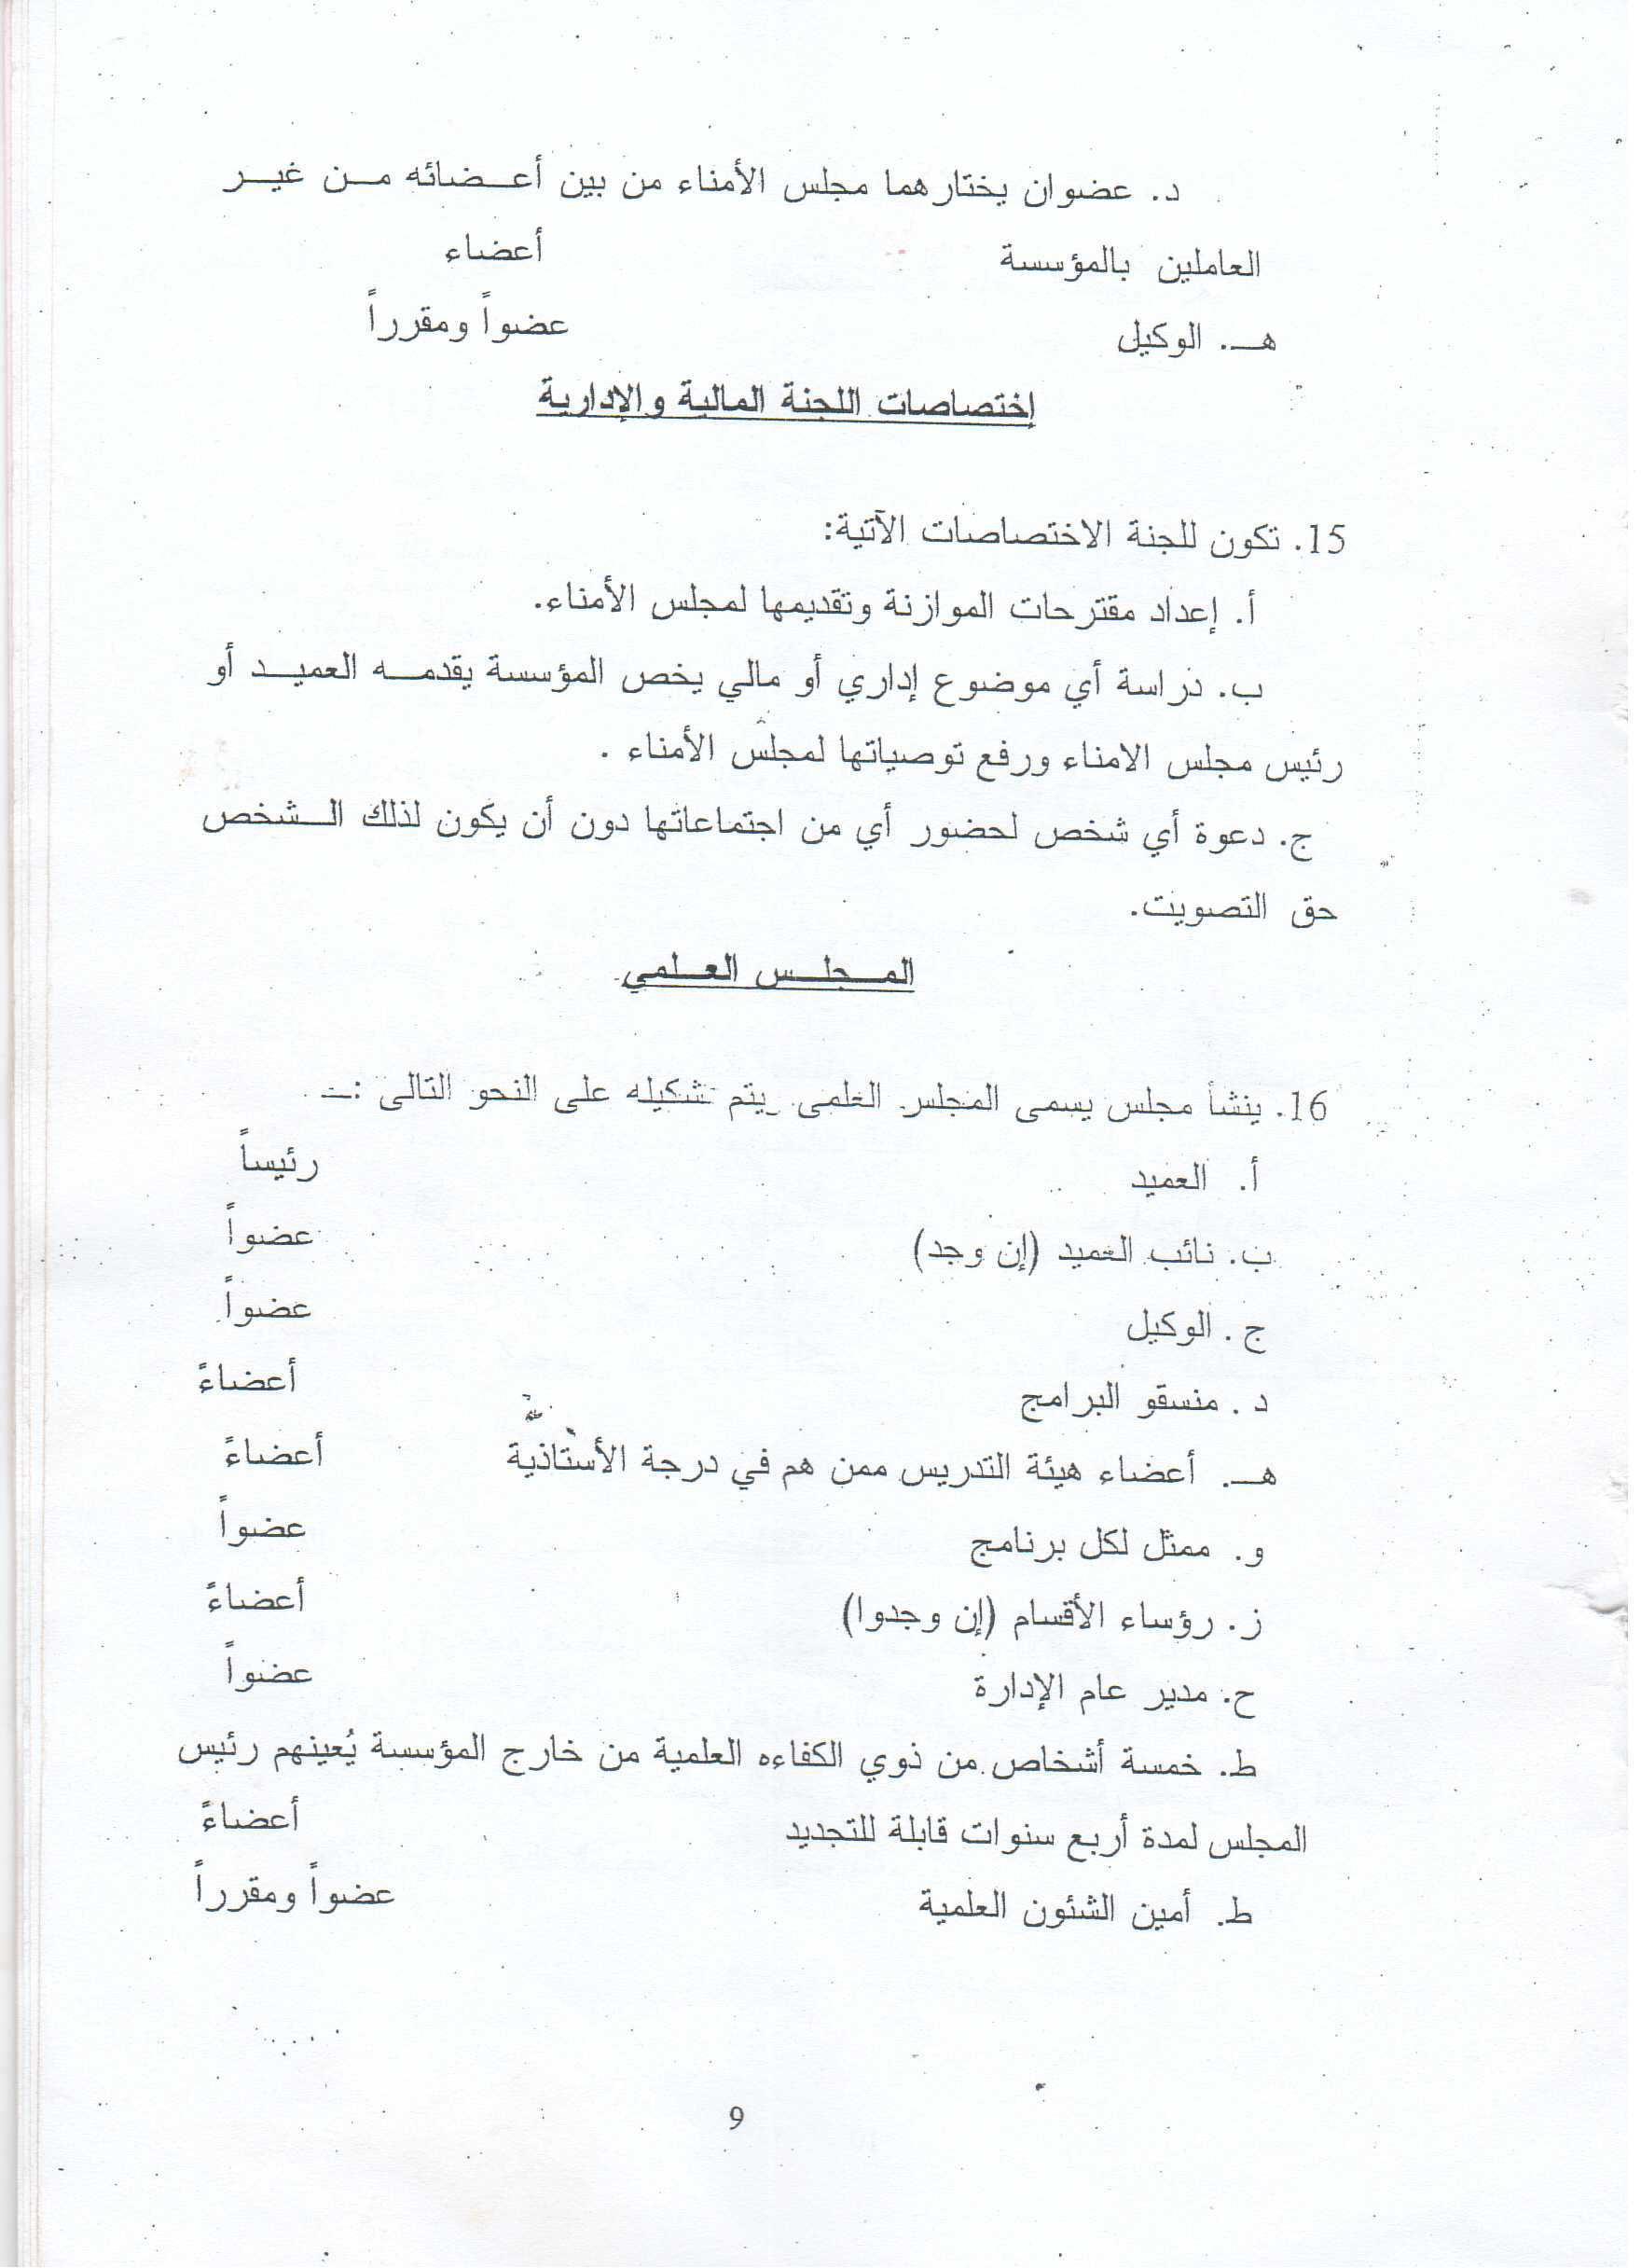 د. عضوان يختارهما مجلس الأمناء من بين أعضائه من غير
العاملين بالمؤسسة أعضاء
هـ. الوكيل عضواً ومقرراً
إختصاصات اللجنة المالية والإدارية
15. تكون للجنة الاختصاصات الآتية:
أ. إعداد مقترحات الموازنة وتقديمها لمجلس الأمناء.
ب. دراسة أي موضوع إداري أو مالي يخص المؤسسة يقدمه العميد أو
رئيس مجلس الامناء ورفع توصياتها لمجلس الأمناء .
ج. دعوة أي شخص لحضور أي من اجتماعاتها دون أن يكون لذلك الشخص
حق التصويت.
المجلس العلمي
16. ينشأ مجلس يسمى المجلس العلمى يتم تشكيله على النحو التالى :ـ
أ. العميد رئيساً
ب. نائب العميد (إن وجد) عضواً
ج . الوكيل عضواً
د . منسقو البرامج أعضاءً
هـ. أعضاء هيئة التدريس ممن هم في درجة الأستاذية أعضاءً
و. ممثل لكل برنامج عضواً
ز. رؤساء الأقسام (إن وجدوا) أعضاءً
ح. مدير عام الإدارة عضواً
ط. خمسة أشخاص من ذوي الكفاءه العلمية من خارج المؤسسة يُعينهم رئيس
المجلس لمدة أربع سنوات قابلة للتجديد أعضاءً
ط. أمين الشئون العلمية عضواً ومقرراً
9